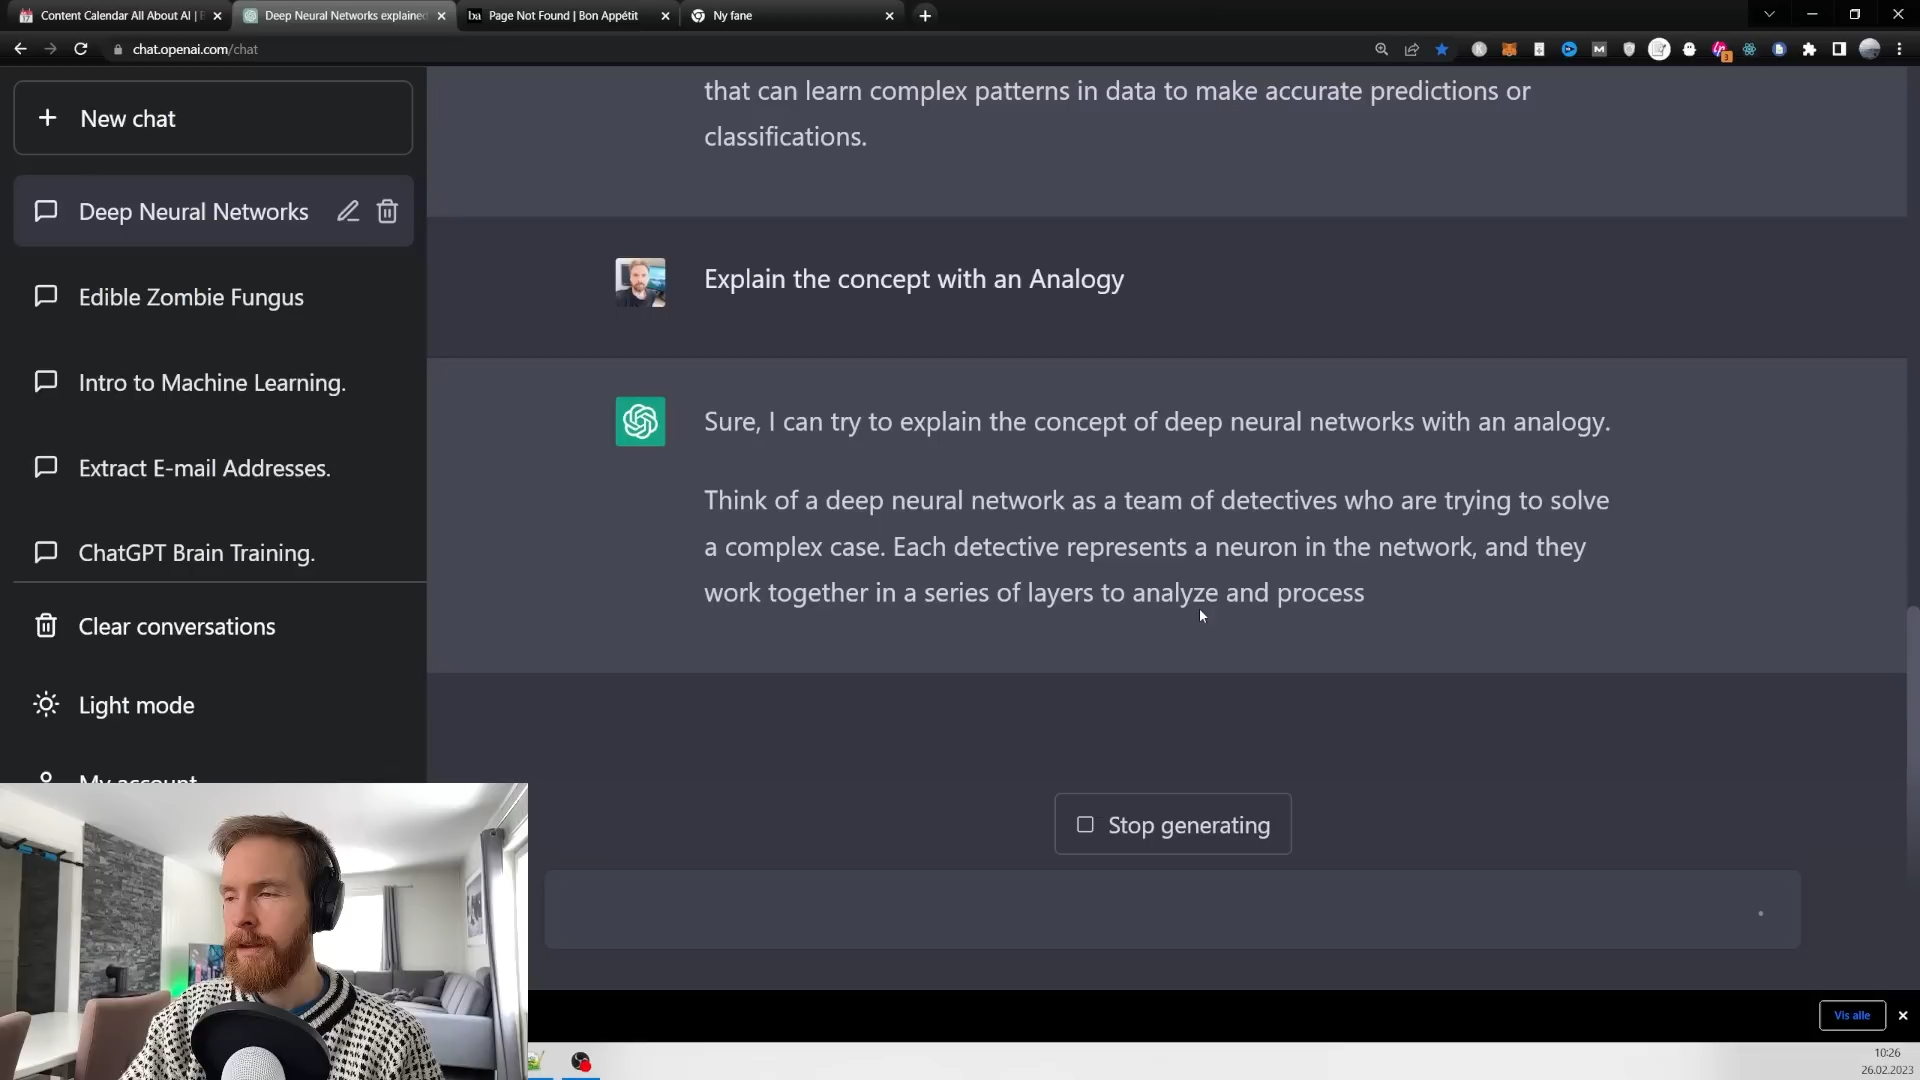 Content Calendar All About AI |
Deep Neural Networks explained
ba Page Not Found | Bon Appétit
Ny fane
chat.openai.com/chat
3
New chat
Deep Neural Networks
Edible Zombie Fungus
Intro to Machine Learning.
Extract E-mail Addresses.
ChatGPT Brain Training.
Clear conversations
Light mode
My account
that can learn complex patterns in data to make accurate predictions or
classifications.
Explain the concept with an Analogy
Sure, I can try to explain the concept of deep neural networks with an analogy.
Think of a deep neural network as a team of detectives who are trying to solve
a complex case. Each detective represents a neuron in the network, and they
work together in a series of layers to analyze and process
Stop generating
Vis alle
10:26
26.02.2023